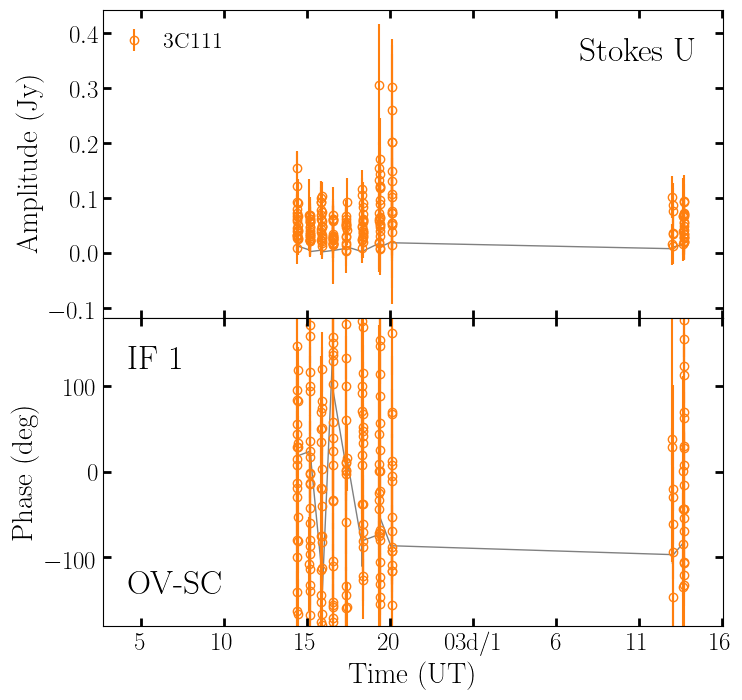 3C111
Stokes U
Amplitude (Jy)
0.4
0.3
0.2
0.1
0.0
−0.1
IF 1
OV-SC
Phase (deg)
100
0
−100
5 10 15 20 03d/1 6 11 16
Time (UT)